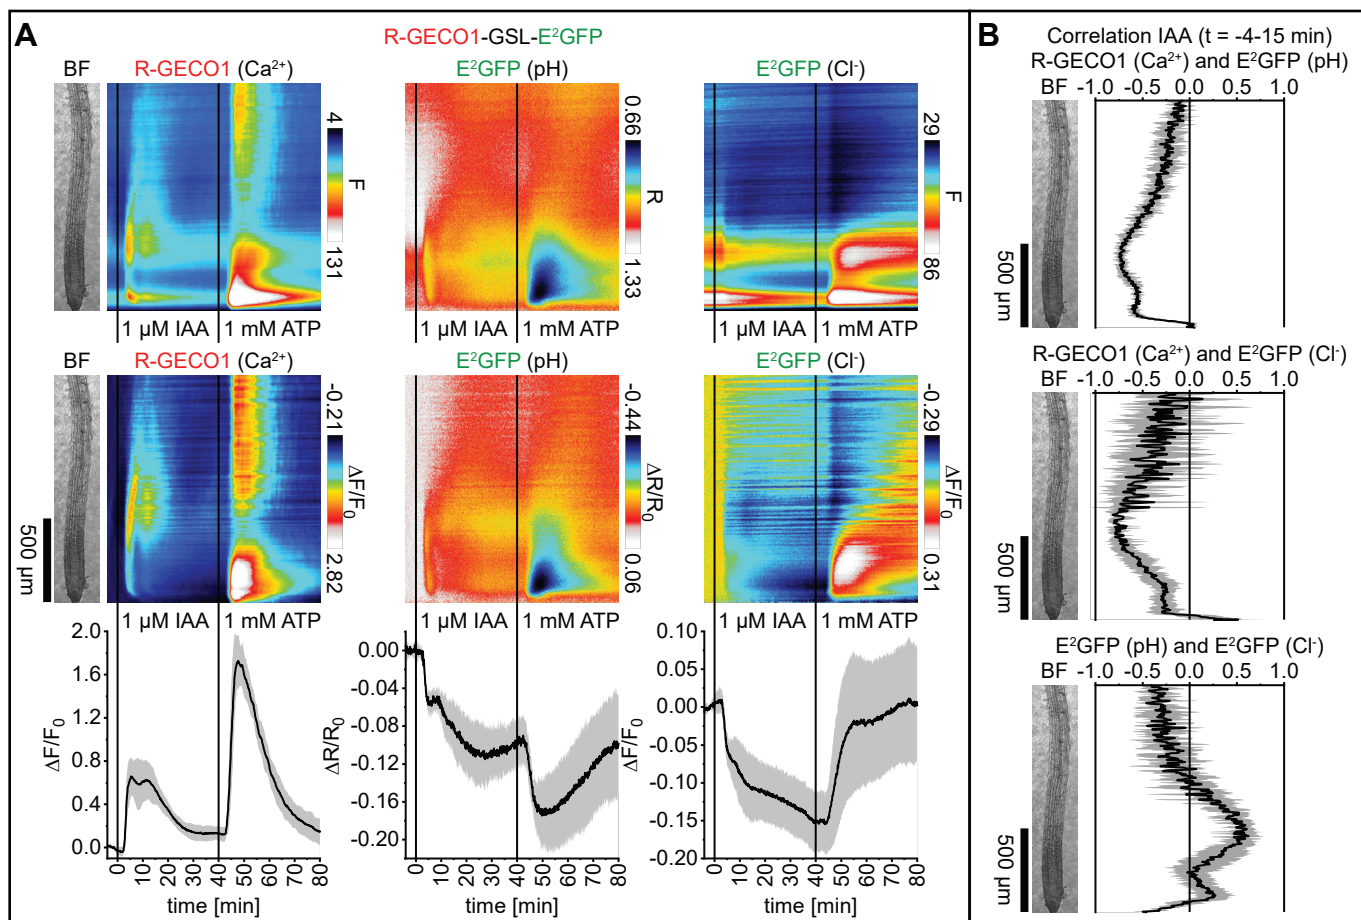 A
R-GECO1-GSL-E²GFP
BF R-GECO1 (Ca²⁺) E²GFP (pH) E²GFP (Cl⁻)
4 F 131
0.66 R 1.33
29 F 86
500 µm
1 µM IAA 1 mM ATP 1 µM IAA 1 mM ATP 1 µM IAA 1 mM ATP
BF R-GECO1 (Ca²⁺) E²GFP (pH) E²GFP (Cl⁻)
-0.21 ΔF/F₀ 2.82
-0.44 ΔR/R₀ 0.06
-0.29 ΔF/F₀ 0.31
500 µm
1 µM IAA 1 mM ATP 1 µM IAA 1 mM ATP 1 µM IAA 1 mM ATP
ΔF/F₀
2.0
1.6
1.2
0.8
0.4
0.0
0 10 20 30 40 50 60 70 80
time [min]
ΔR/R₀
0.00
-0.04
-0.08
-0.12
-0.16
-0.20
0 10 20 30 40 50 60 70 80
time [min]
ΔF/F₀
0.10
0.05
0.00
-0.05
-0.10
-0.15
-0.20
0 10 20 30 40 50 60 70 80
time [min]
B
Correlation IAA (t = -4-15 min)
R-GECO1 (Ca²⁺) and E²GFP (pH)
BF -1.0 -0.5 0.0 0.5 1.0
500 µm
R-GECO1 (Ca²⁺) and E²GFP (Cl⁻)
BF -1.0 -0.5 0.0 0.5 1.0
500 µm
E²GFP (pH) and E²GFP (Cl⁻)
BF -1.0 -0.5 0.0 0.5 1.0
500 µm